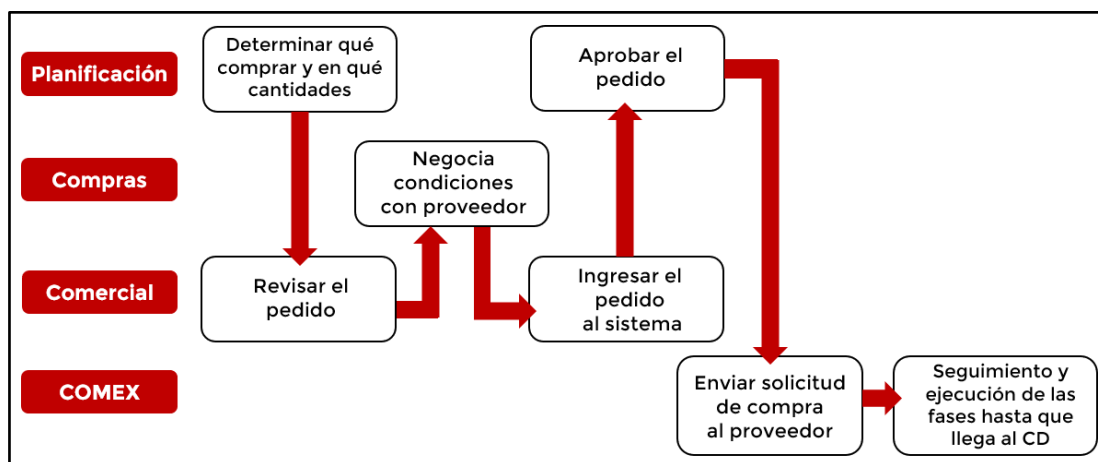 Planificación
Determinar qué
comprar y en qué
cantidades
Aprobar el
pedido
Compras
Negocia
condiciones
con proveedor
Comercial
Revisar el
pedido
Ingresar el
pedido
al sistema
COMEX
Enviar solicitud
de compra
al proveedor
Seguimiento y
ejecución de las
fases hasta que
llega al CD